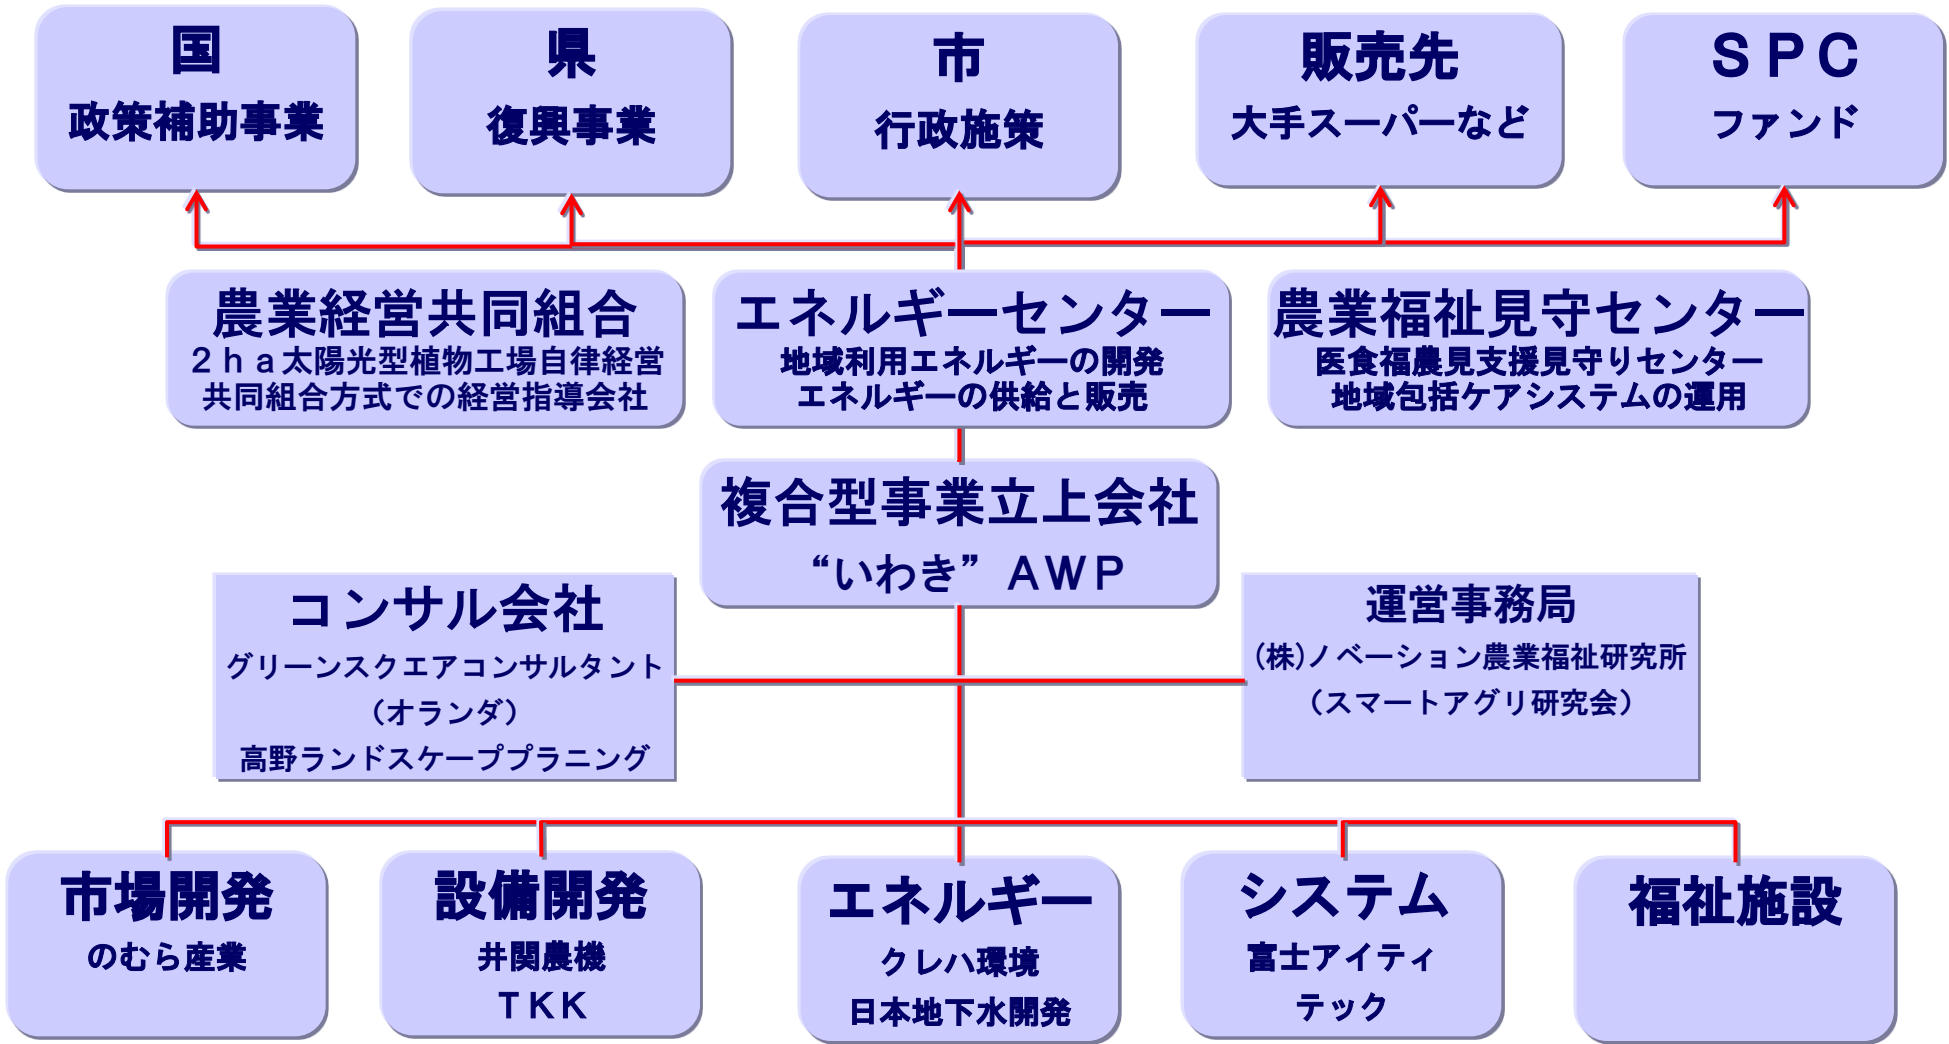 国
政策補助事業
県
復興事業
市
行政施策
販売先
大手スーパーなど
ＳＰＣ
ファンド
農業経営共同組合
２ｈａ太陽光型植物工場自律経営
共同組合方式での経営指導会社
エネルギーセンター
地域利用エネルギーの開発
エネルギーの供給と販売
農業福祉見守センター
医食福農見支援見守りセンター
地域包括ケアシステムの運用
複合型事業立上会社
“いわき”ＡＷＰ
コンサル会社
グリーンスクエアコンサルタント
（オランダ）
高野ランドスケーププラニング
運営事務局
(株)ノベーション農業福祉研究所
（スマートアグリ研究会）
市場開発
のむら産業
設備開発
井関農機
ＴＫＫ
エネルギー
クレハ環境
日本地下水開発
システム
富士アイティ
テック
福祉施設